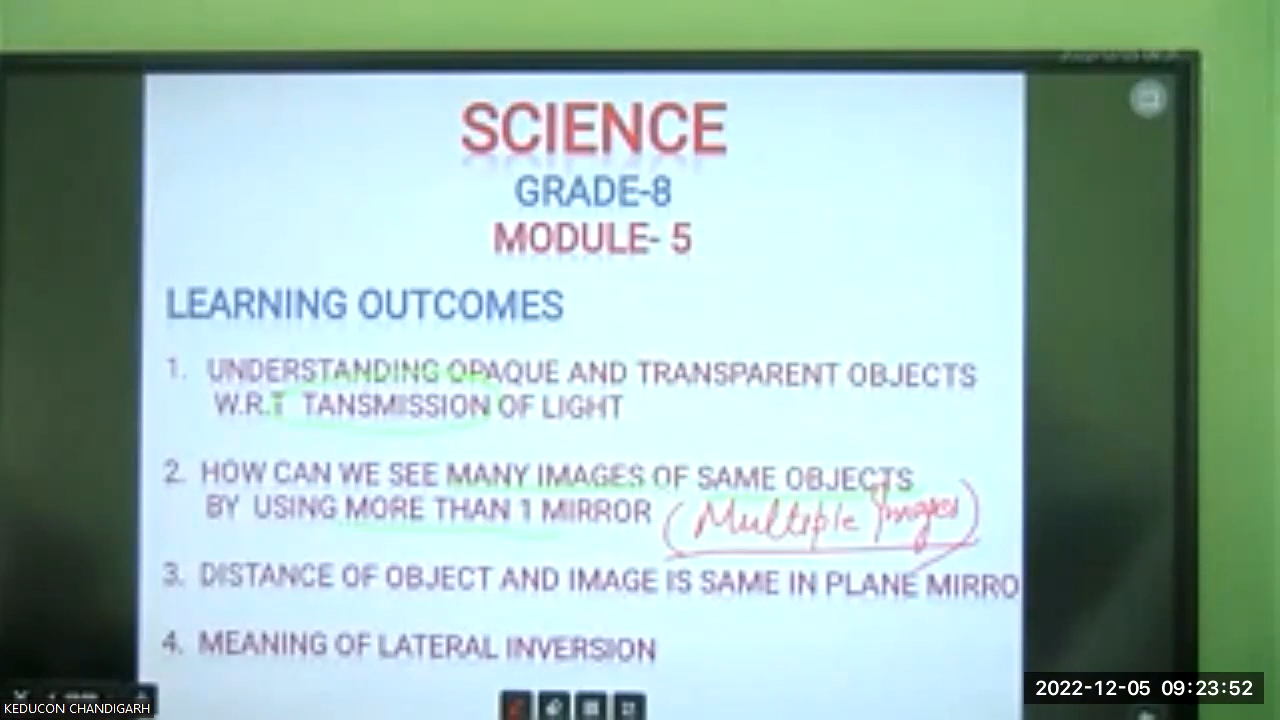 SCIENCE
GRADE-8
MODULE- 5
LEARNING OUTCOMES
1. UNDERSTANDING OPAQUE AND TRANSPARENT OBJECTS
W.R.T TANSMISSION OF LIGHT
2. HOW CAN WE SEE MANY IMAGES OF SAME OBJECTS
BY USING MORE THAN 1 MIRROR (Multiple Images)
3. DISTANCE OF OBJECT AND IMAGE IS SAME IN PLANE MIRRO
4. MEANING OF LATERAL INVERSION
KEDUCON CHANDIGARH
2022-12-05 09:23:52